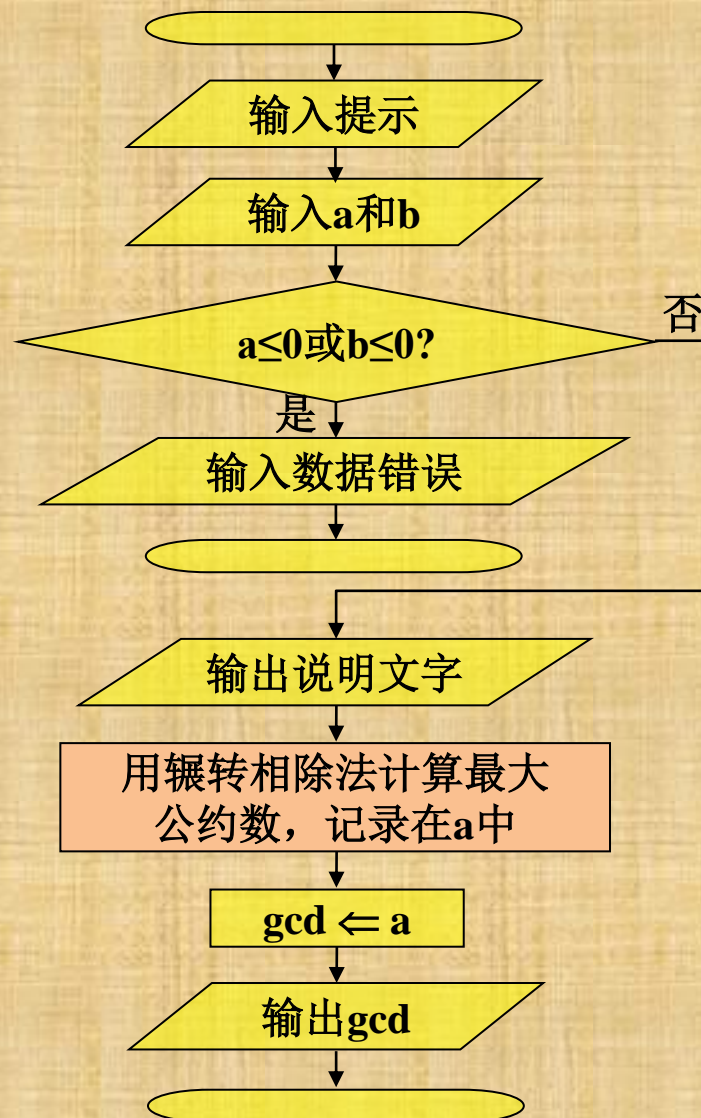 输入提示
输入a和b
a≤0或b≤0?
否
是
输入数据错误
输出说明文字
用辗转相除法计算最大
公约数，记录在a中
gcd ⇐ a
输出gcd